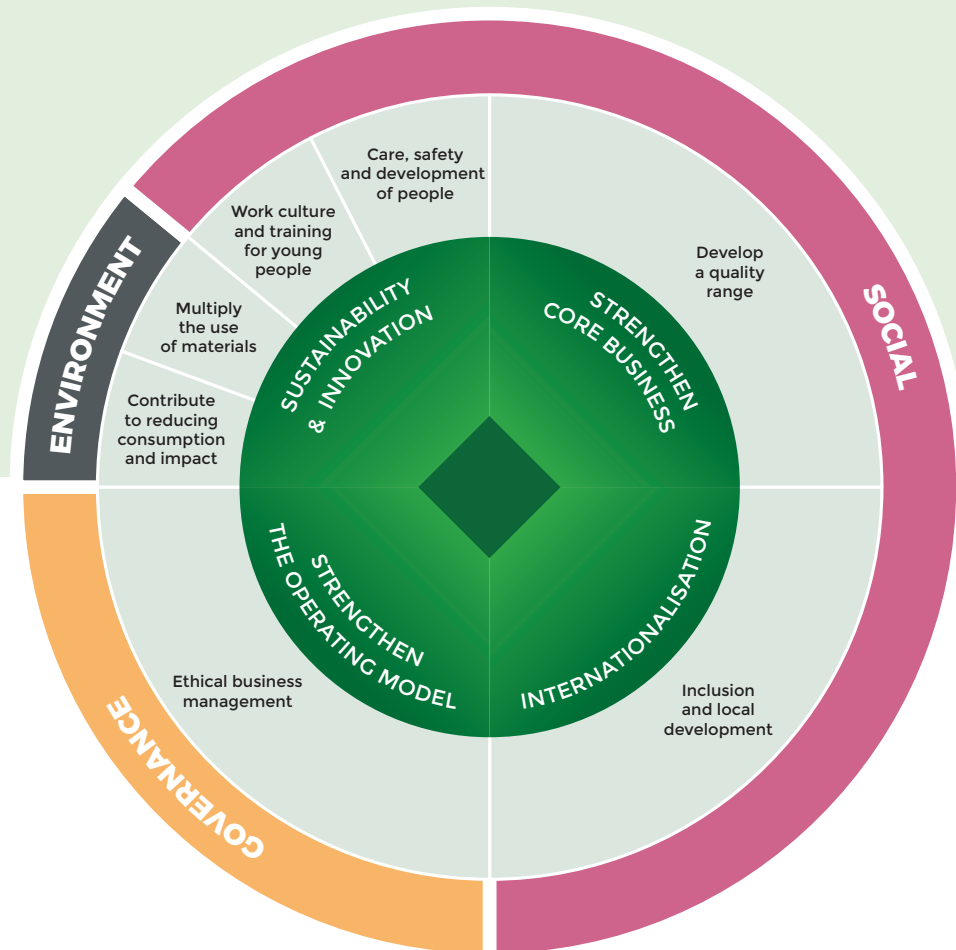 Care, safety
and development
of people
Work culture
and training
for young
people
Multiply
the use
of materials
Contribute
to reducing
consumption
and impact
Develop
a quality
range
Inclusion
and local
development
Ethical business
management
SUSTAINABILITY
& INNOVATION
STRENGTHEN
CORE BUSINESS
STRENGTHEN
THE OPERATING MODEL
INTERNATIONALISATION
ENVIRONMENT
SOCIAL
GOVERNANCE